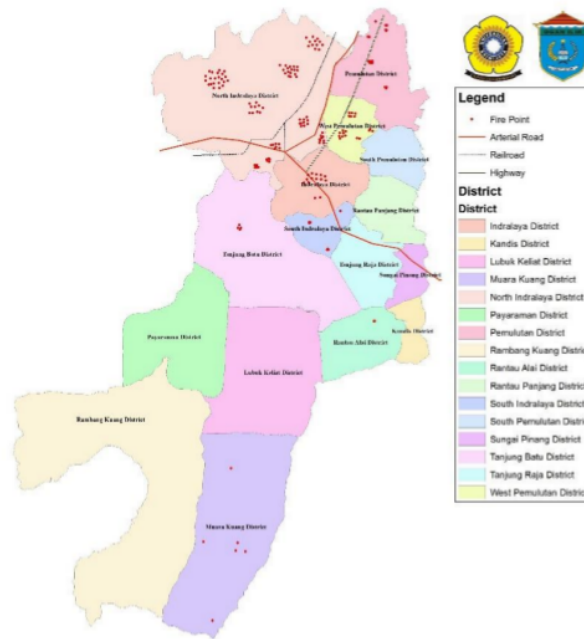 Pemulutan District
North Indralaya District
West Pemulutan District
South Pemulutan District
Indralaya District
Rantau Panjang District
South Indralaya District
Tanjung Batu District
Tanjung Raja District
Sungai Pinang District
Kandis District
Rantau Alai District
Payaraman District
Lubuk Keliat District
Rambang Kuang District
Muara Kuang District
Legend
Fire Point
Arterial Road
Railroad
Highway
District
District
Indralaya District
Kandis District
Lubuk Keliat District
Muara Kuang District
North Indralaya District
Payaraman District
Pemulutan District
Rambang Kuang District
Rantau Alai District
Rantau Panjang District
South Indralaya District
South Pemulutan District
Sungai Pinang District
Tanjung Batu District
Tanjung Raja District
West Pemulutan District